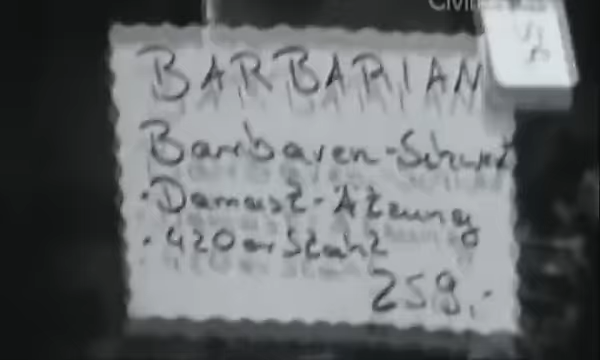 BARBARIAN
Barbaren-Schwert
• Damast-Ätzung
• 420er Stahl
259,-